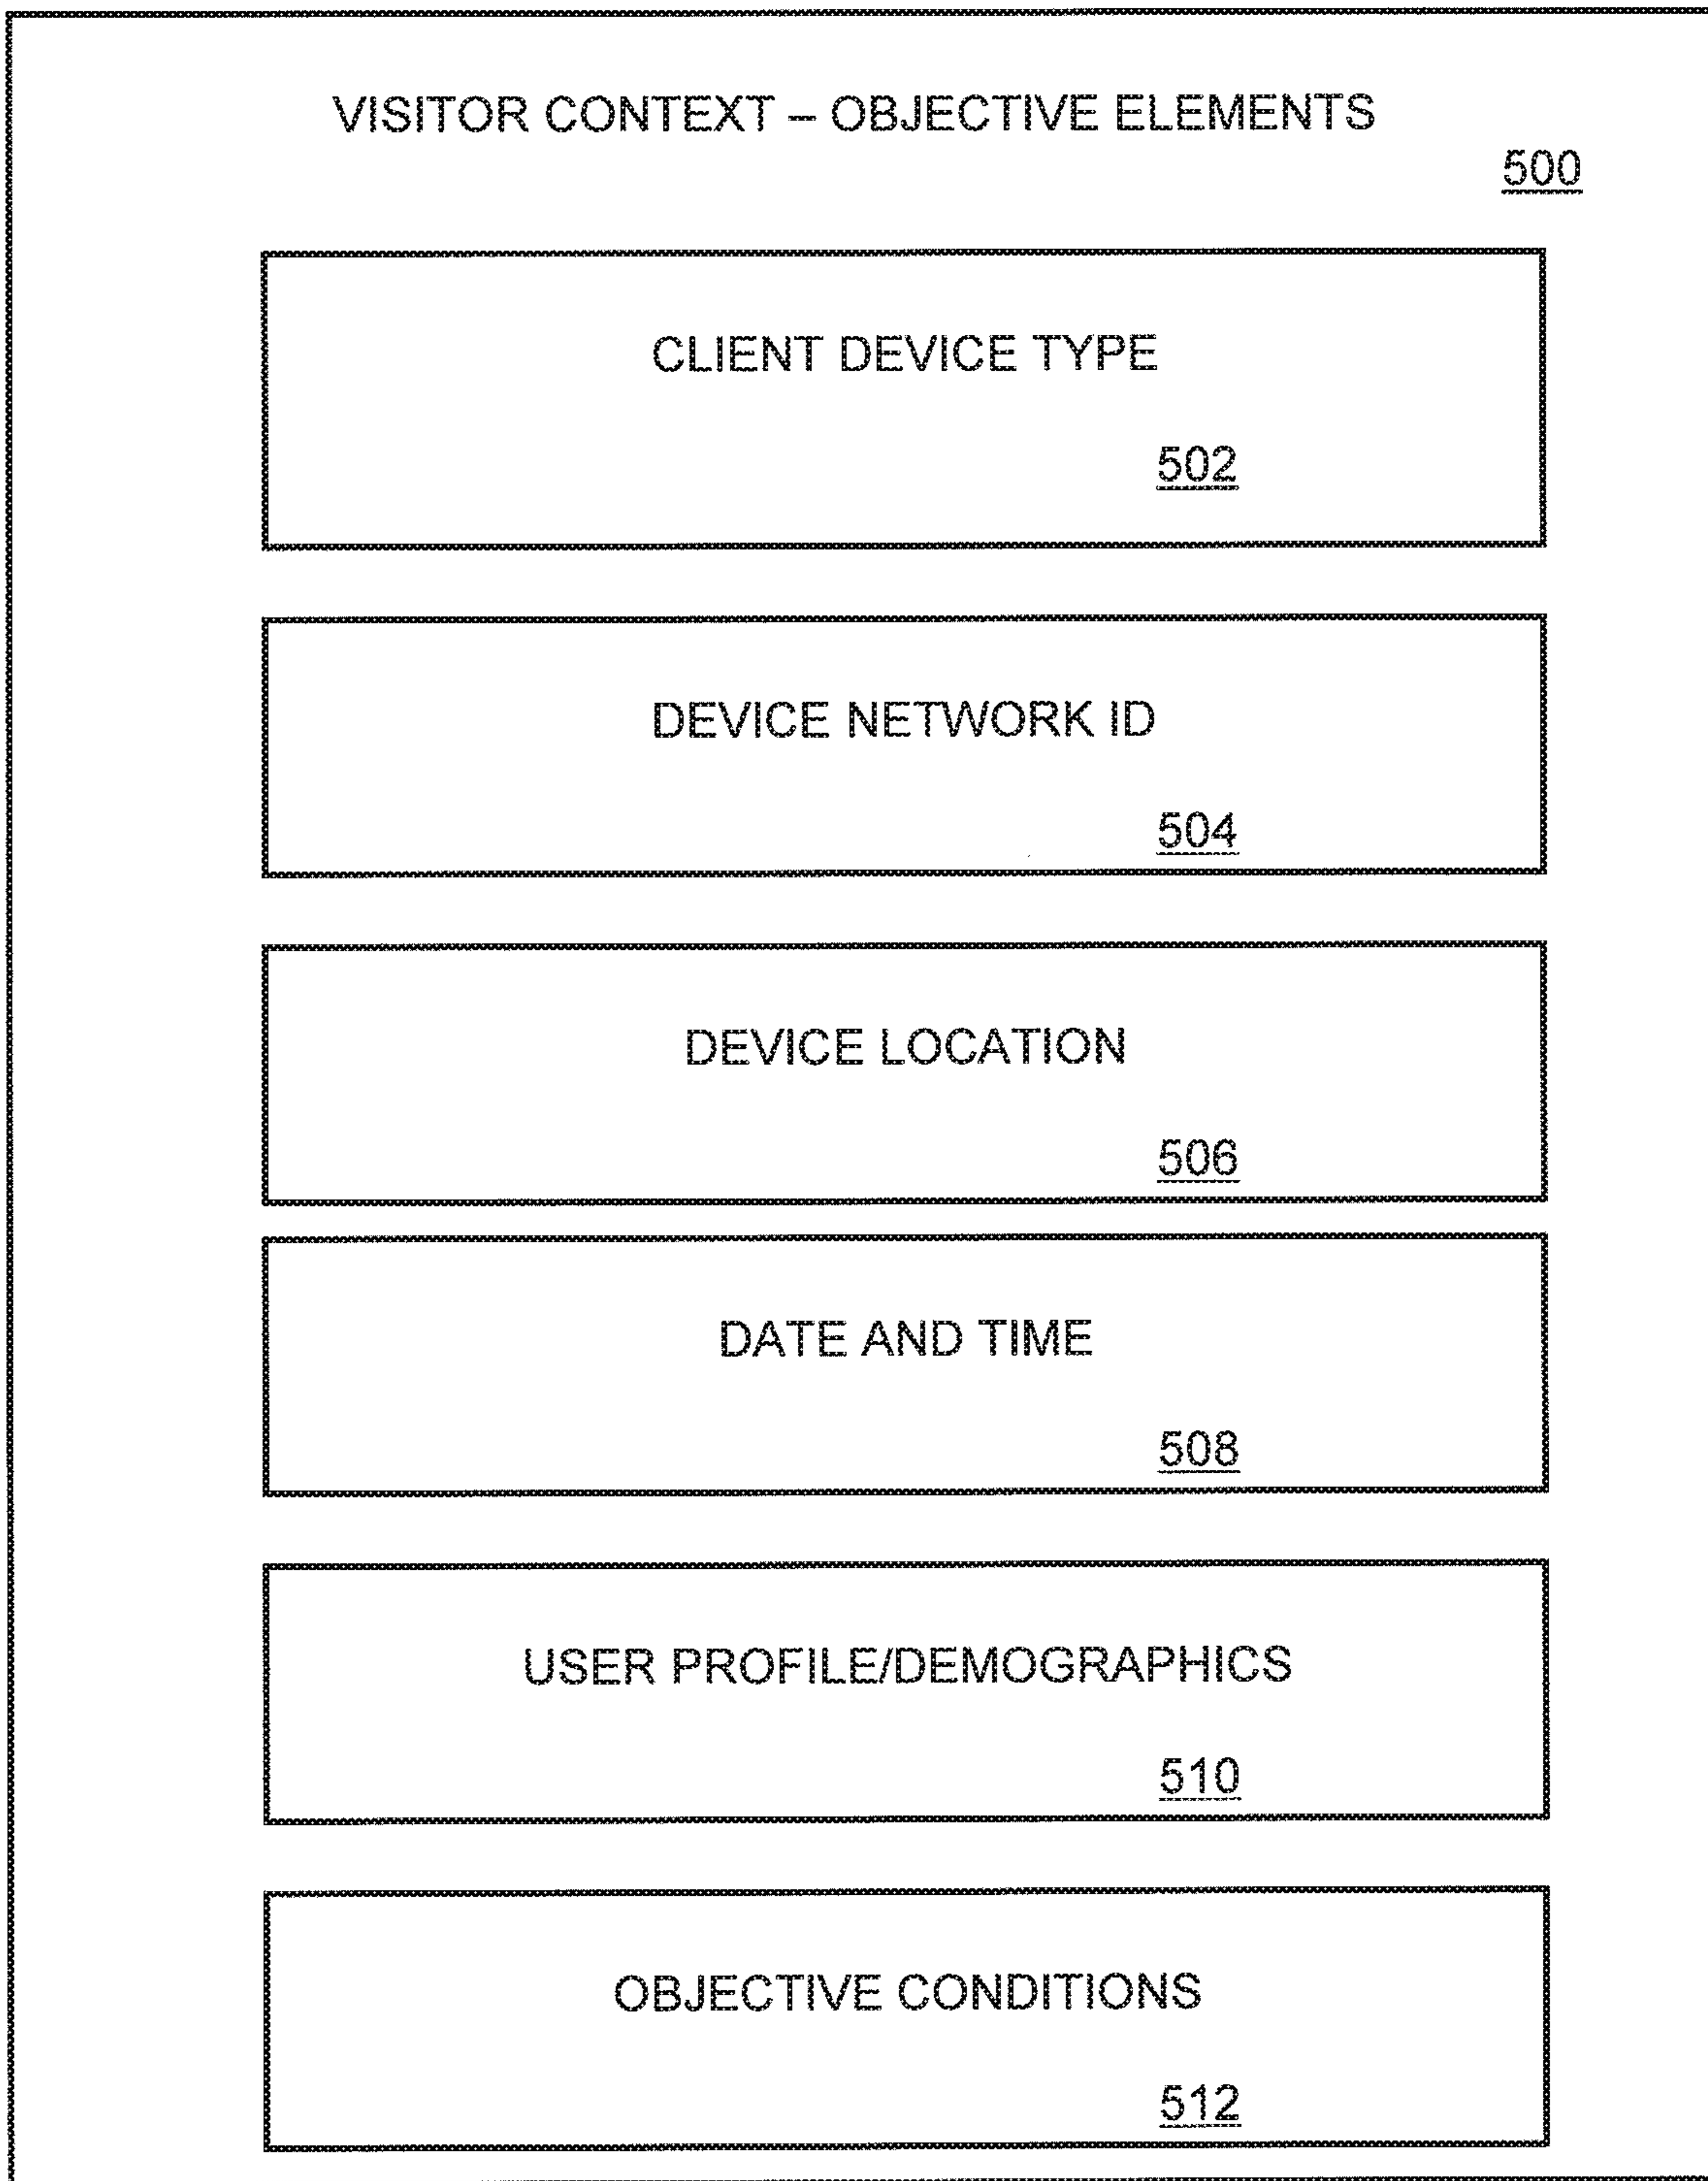 VISITOR CONTEXT – OBJECTIVE ELEMENTS
500
CLIENT DEVICE TYPE
502
DEVICE NETWORK ID
504
DEVICE LOCATION
506
DATE AND TIME
508
USER PROFILE/DEMOGRAPHICS
510
OBJECTIVE CONDITIONS
512